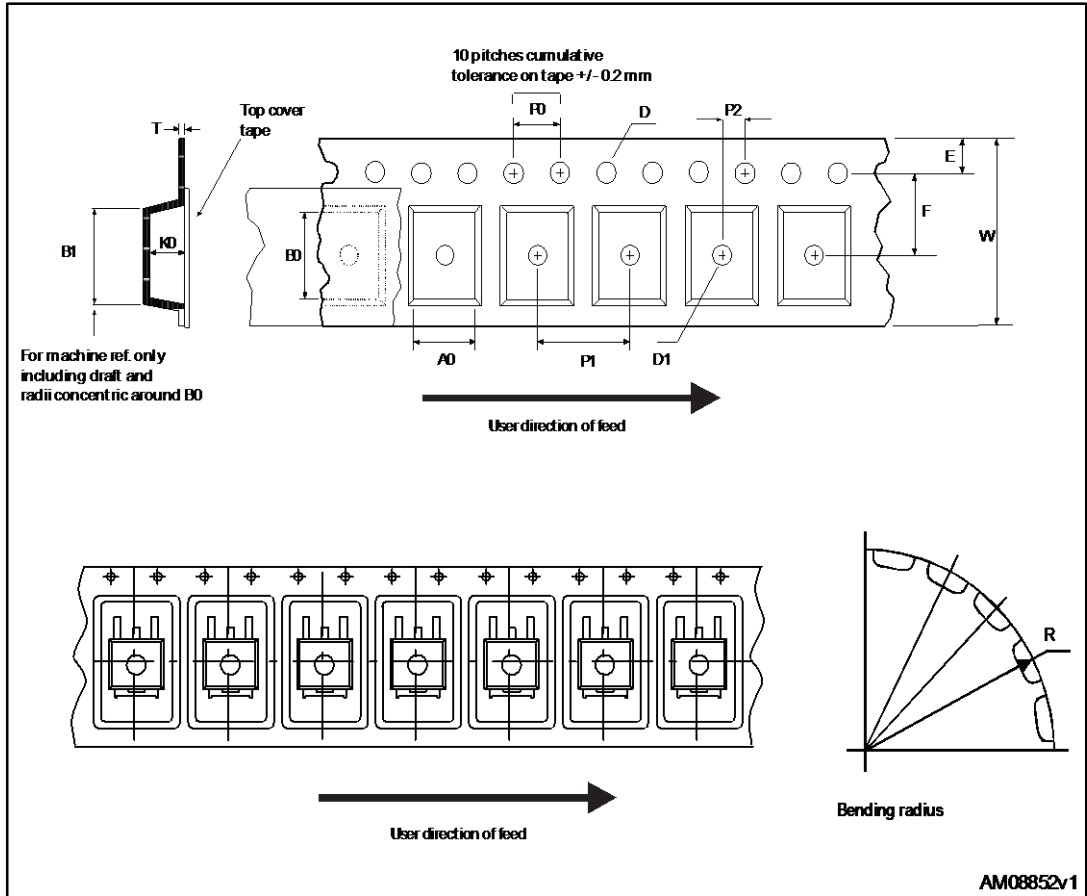 10 pitches cumulative
tolerance on tape +/- 0.2 mm
Top cover
tape
T
P0
D
P2
E
F
W
B1
K0
B0
A0
P1
D1
For machine ref. only
including draft and
radii concentric around B0
User direction of feed
R
Bending radius
User direction of feed
AM08852v1